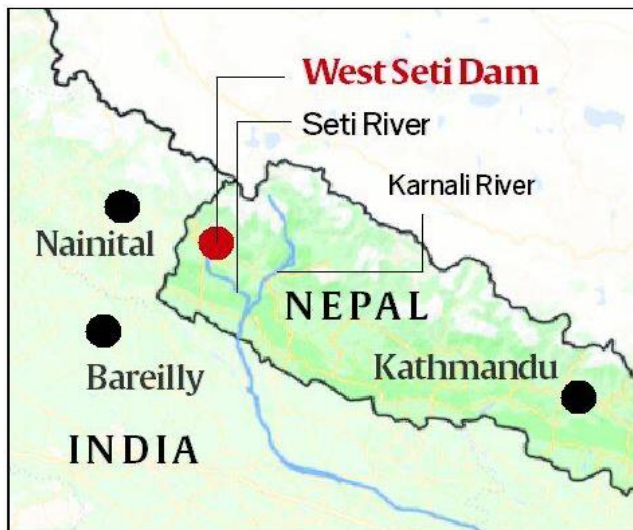 West Seti Dam
Seti River
Karnali River
Nainital
NEPAL
Bareilly
Kathmandu
INDIA